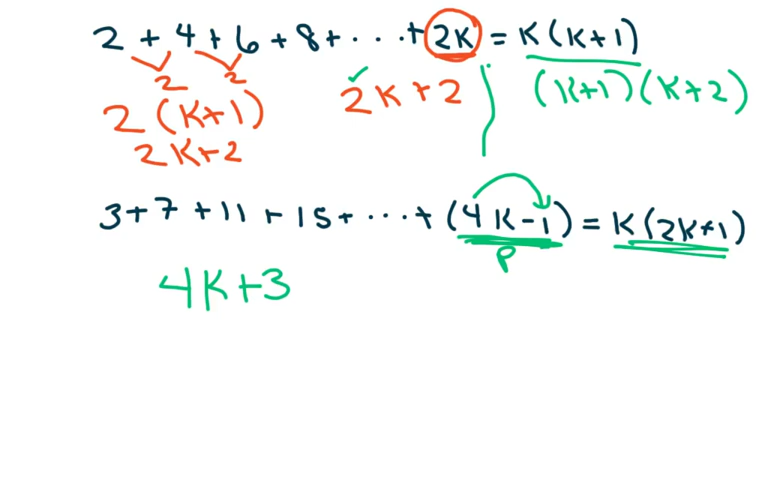 2 + 4 + 6 + 8 + ... + 2K = K(K+1)
2 2
2(K+1) 2K+2 (K+1)(K+2)
2K+2
3+7+11+15+...+(4K-1) = K(2K+1)
P
4K+3